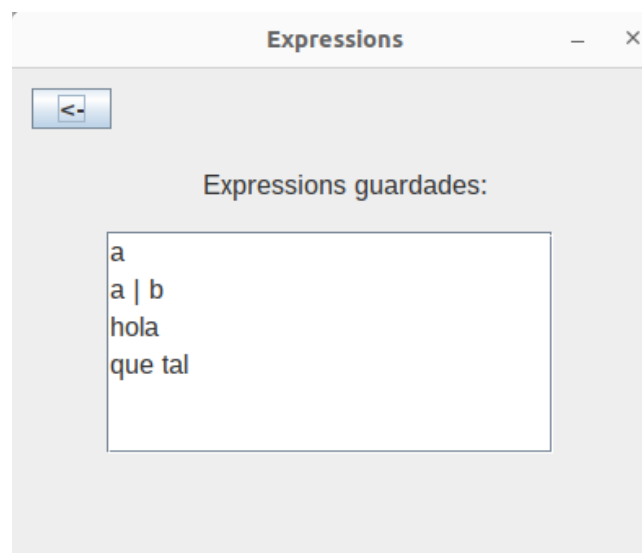 Expressions
<-
Expressions guardades:
a
a | b
hola
que tal